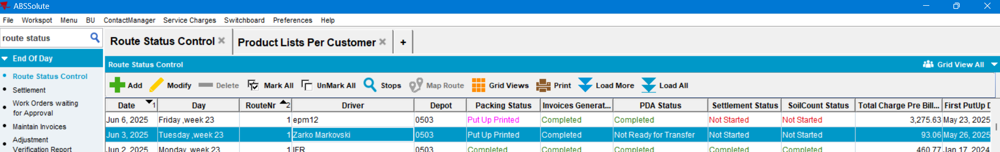 ABSSolute
File Workspot Menu BU ContactManager Service Charges Switchboard Preferences Help
route status
Route Status Control Product Lists Per Customer +
End Of Day
Route Status Control
Settlement
Work Orders waiting
for Approval
Maintain Invoices
Adjustment
Verification Report
Route Status Control Grid View All
Add Modify Delete Mark All UnMark All Stops Map Route Grid Views Print Load More Load All
Date 1 Day RouteNr 2 Driver Depot Packing Status Invoices Generat... PDA Status Settlement Status SoilCount Status Total Charge Pre Bill... First PutUp D
Jun 6, 2025 Friday ,week 23 1 epm12 0503 Put Up Printed Completed Completed Not Started Not Started 3,275.63 May 23, 2025
Jun 3, 2025 Tuesday ,week 23 1 Zarko Markovski 0503 Put Up Printed Completed Not Ready for Transfer Not Started Not Started 93.06 May 26, 2025
Jun 2, 2025 Monday ,week 23 1 0503 Completed Completed Completed Completed Completed 460.77 Jan 17, 2024